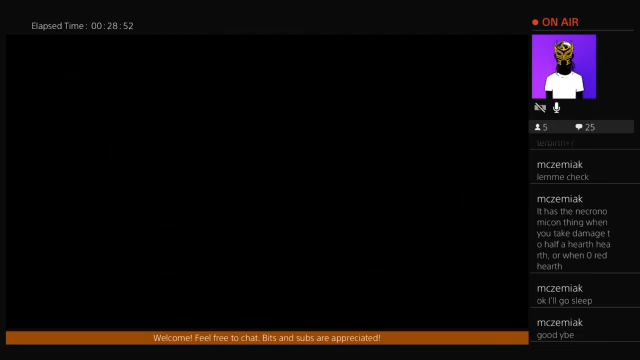 Elapsed Time: 00:28:52
ON AIR
5 25
mczemiak
lemme check
mczemiak
It has the necrono
micon thing when
you take damage t
o half a hearth hea
rth, or when 0 red
hearth
mczemiak
ok I'll go sleep
mczemiak
good ybe
Welcome! Feel free to chat. Bits and subs are appreciated!